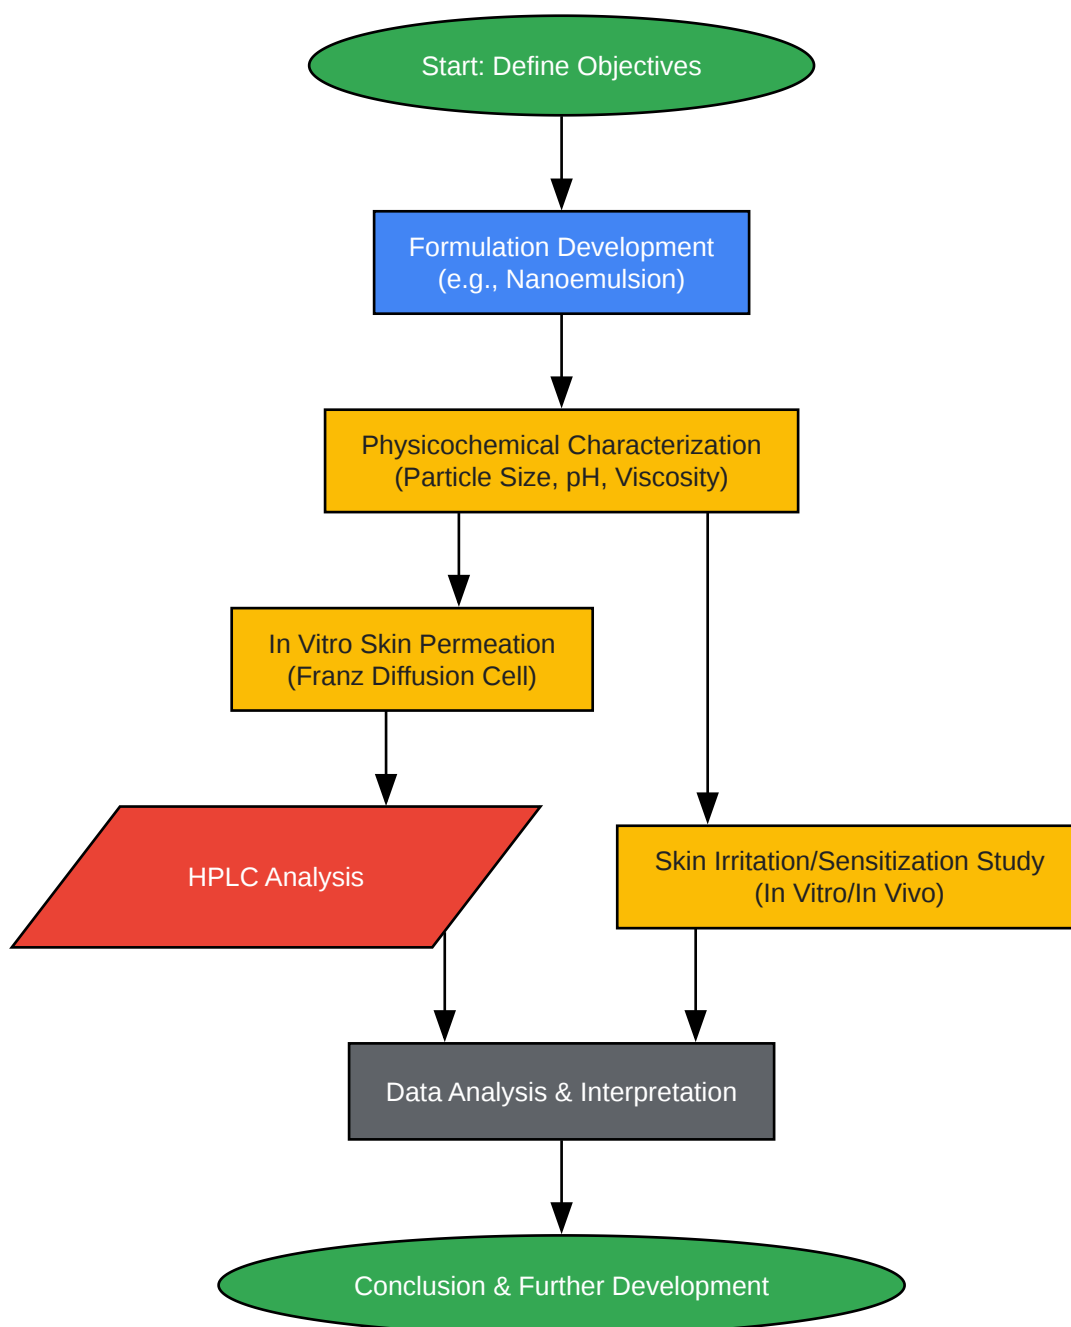 Start: Define Objectives
Formulation Development
(e.g., Nanoemulsion)
Physicochemical Characterization
(Particle Size, pH, Viscosity)
In Vitro Skin Permeation
(Franz Diffusion Cell)
HPLC Analysis
Skin Irritation/Sensitization Study
(In Vitro/In Vivo)
Data Analysis & Interpretation
Conclusion & Further Development